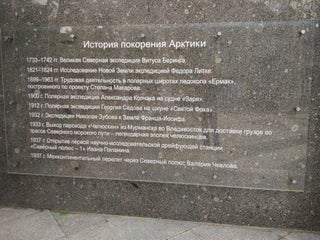 История покорения Арктики
1733–1742 гг. Великая Северная экспедиция Витуса Беринга.
1821–1824 гг. Исследование Новой Земли экспедицией Федора Литке.
1899–1963 гг. Трудовая деятельность в полярных широтах ледокола «Ермак»,
построенного по проекту Степана Макарова.
1900 г. Полярная экспедиция Александра Колчака на судне «Заря».
1912 г. Полярная экспедиция Георгия Седова на шхуне «Святой Фока».
1932 г. Экспедиция Николая Зубова к Земле Франца-Иосифа.
1933 г. Выход парохода «Челюскин» из Мурманска во Владивосток для доставки грузов по
трассе Северного морского пути – легендарная эпопея челюскинцев.
1937 г. Открытие первой научно-исследовательской дрейфующей станции
«Северный полюс – 1» Ивана Папанина.
1937 г. Межконтинентальный перелет через Северный полюс Валерия Чкалова.